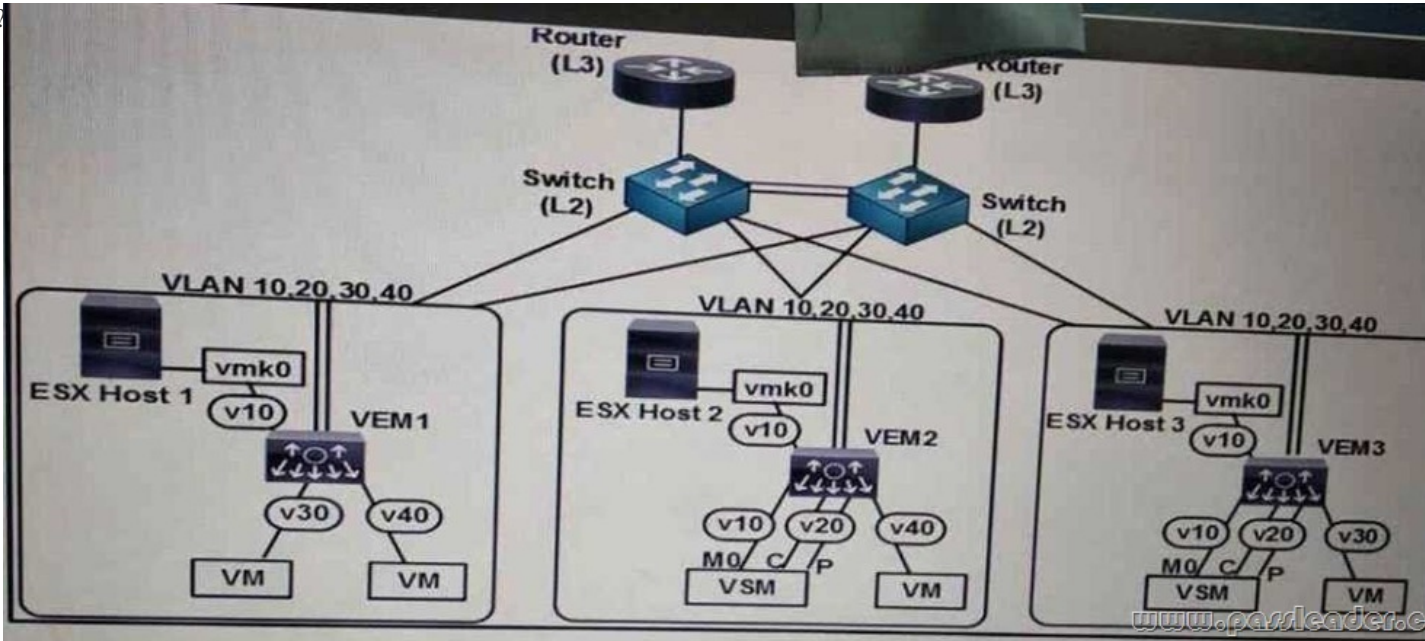 ?
Router
(L3)
Router
(L3)
Switch
(L2)
Switch
(L2)
VLAN 10,20,30,40
VLAN 10,20,30,40
VLAN 10,20,30,40
ESX Host 1
vmk0
v10
VEM1
v30
v40
VM
VM
ESX Host 2
vmk0
v10
VEM2
v10
v20
v40
M0
C
P
VSM
VM
ESX Host 3
vmk0
v10
VEM3
v10
v20
v30
M0
C
P
VSM
VM
www.passleader.c